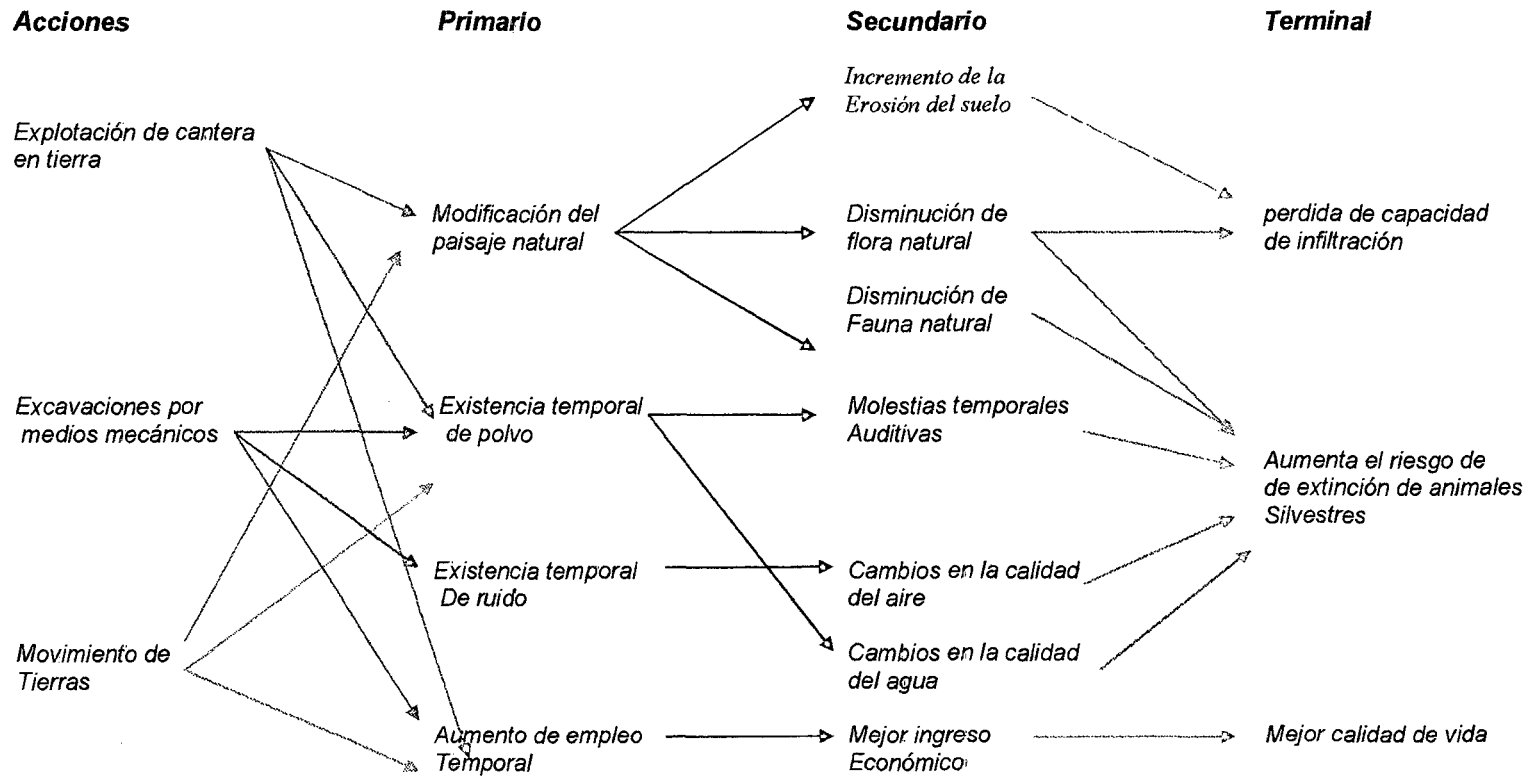 Acciones
Primario
Secundario
Terminal
Explotación de cantera
en tierra
Excavaciones por
medios mecánicos
Movimiento de
Tierras
Modificación del
paisaje natural
Existencia temporal
de polvo
Existencia temporal
De ruido
Aumento de empleo
Temporal
Incremento de la
Erosión del suelo
Disminución de
flora natural
Disminución de
Fauna natural
Molestias temporales
Auditivas
Cambios en la calidad
del aire
Cambios en la calidad
del agua
Mejor ingreso
Económico
perdida de capacidad
de infiltración
Aumenta el riesgo de
de extinción de animales
Silvestres
Mejor calidad de vida